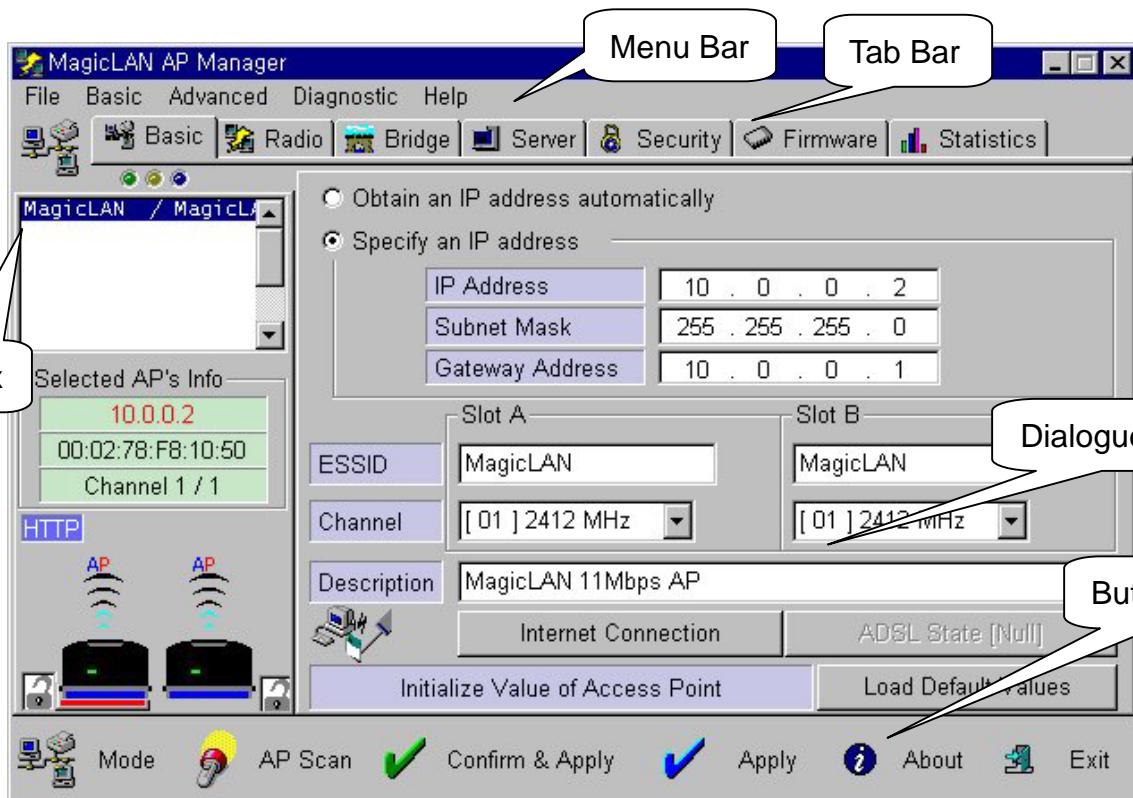 Menu Bar
Tab Bar
MagicLAN AP Manager
File Basic Advanced Diagnostic Help
Basic Radio Bridge Server Security Firmware Statistics
MagicLAN / MagicLA
Obtain an IP address automatically
Specify an IP address
IP Address 10 . 0 . 0 . 2
Subnet Mask 255 . 255 . 255 . 0
Gateway Address 10 . 0 . 0 . 1
x
Selected AP's Info
10.0.0.2
00:02:78:F8:10:50
Channel 1 / 1
Slot A Slot B
ESSID MagicLAN MagicLAN
Dialogue
Channel [ 01 ] 2412 MHz [ 01 ] 2412 MHz
HTTP
AP AP
Description MagicLAN 11Mbps AP
But
Internet Connection ADSL State [Null]
Initialize Value of Access Point Load Default Values
Mode AP Scan Confirm & Apply Apply About Exit